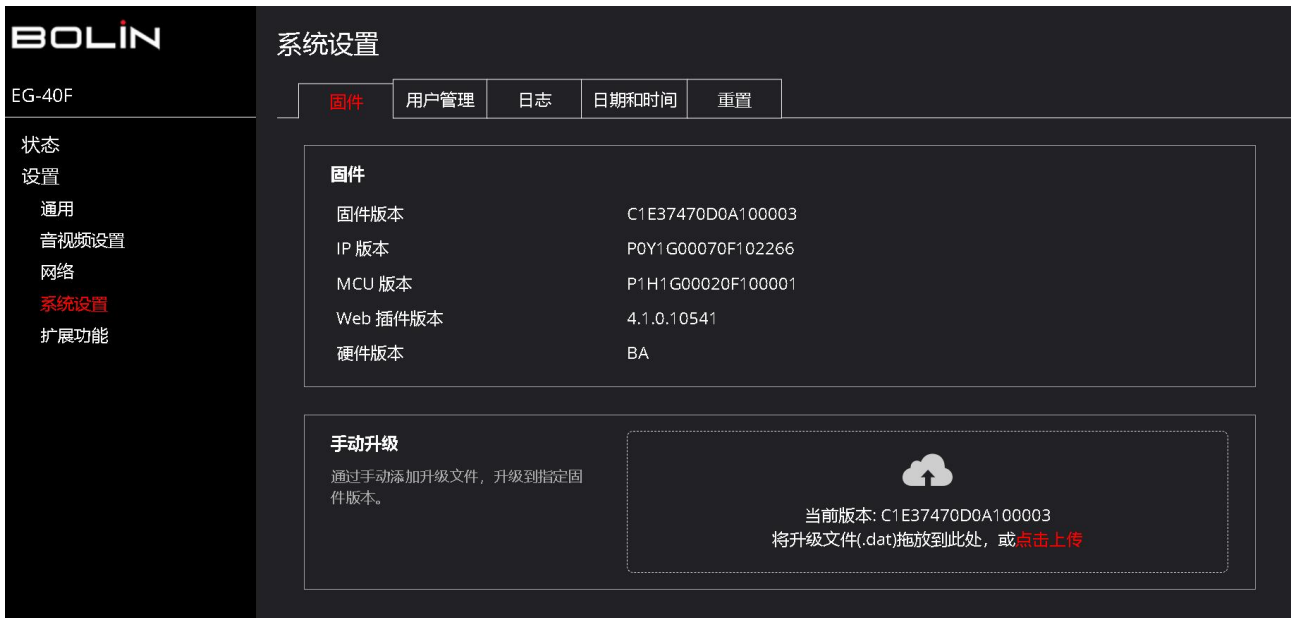 BOLIN
EG-40F
状态
设置
通用
音视频设置
网络
系统设置
扩展功能
系统设置
固件 用户管理 日志 日期和时间 重置
固件
固件版本 C1E37470D0A100003
IP 版本 P0Y1G00070F102266
MCU 版本 P1H1G00020F100001
Web 插件版本 4.1.0.10541
硬件版本 BA
手动升级
通过手动添加升级文件，升级到指定固
件版本。
当前版本: C1E37470D0A100003
将升级文件(.dat)拖放到此处，或点击上传